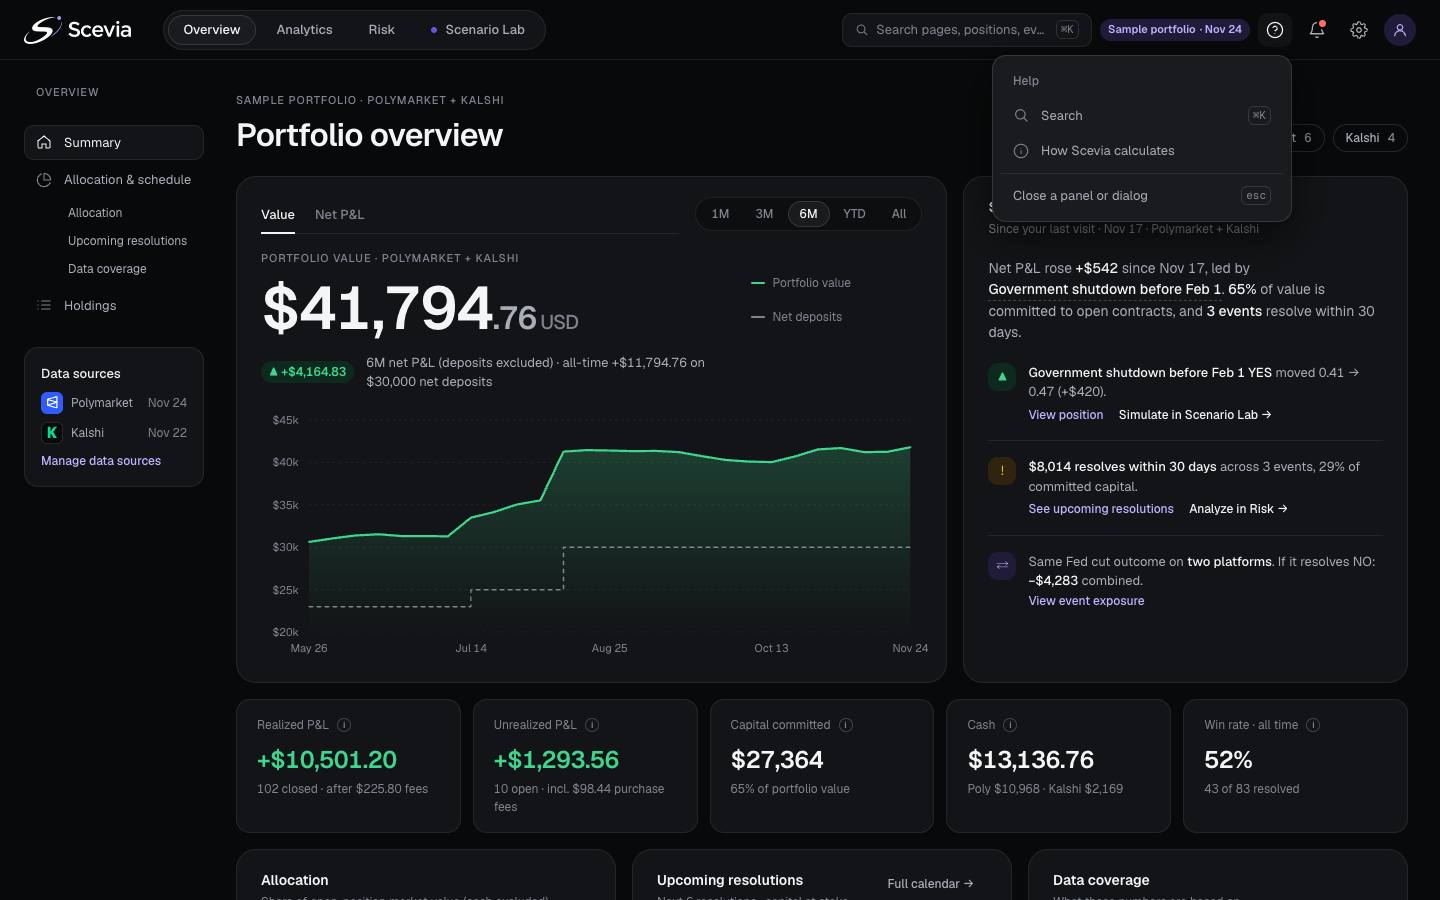 Scevia
Overview
Analytics
Risk
Scenario Lab
Search pages, positions, ev...
⌘K
Sample portfolio · Nov 24
Help
Search
⌘K
How Scevia calculates
Close a panel or dialog
esc
OVERVIEW
Summary
Allocation & schedule
Allocation
Upcoming resolutions
Data coverage
Holdings
Data sources
Polymarket Nov 24
Kalshi Nov 22
Manage data sources
SAMPLE PORTFOLIO · POLYMARKET + KALSHI
Portfolio overview
t 6
Kalshi 4
Value
Net P&L
1M
3M
6M
YTD
All
PORTFOLIO VALUE · POLYMARKET + KALSHI
$41,794.76 USD
Portfolio value
Net deposits
▲ +$4,164.83
6M net P&L (deposits excluded) · all-time +$11,794.76 on
$30,000 net deposits
$45k
$40k
$35k
$30k
$25k
$20k
May 26
Jul 14
Aug 25
Oct 13
Nov 24
Since your last visit · Nov 17 · Polymarket + Kalshi
Net P&L rose +$542 since Nov 17, led by
Government shutdown before Feb 1. 65% of value is
committed to open contracts, and 3 events resolve within 30
days.
Government shutdown before Feb 1 YES moved 0.41 →
0.47 (+$420).
View position
Simulate in Scenario Lab →
!
$8,014 resolves within 30 days across 3 events, 29% of
committed capital.
See upcoming resolutions
Analyze in Risk →
Same Fed cut outcome on two platforms. If it resolves NO:
−$4,283 combined.
View event exposure
Realized P&L
+$10,501.20
102 closed · after $225.80 fees
Unrealized P&L
+$1,293.56
10 open · incl. $98.44 purchase
fees
Capital committed
$27,364
65% of portfolio value
Cash
$13,136.76
Poly $10,968 · Kalshi $2,169
Win rate · all time
52%
43 of 83 resolved
Allocation
Upcoming resolutions
Full calendar →
Data coverage